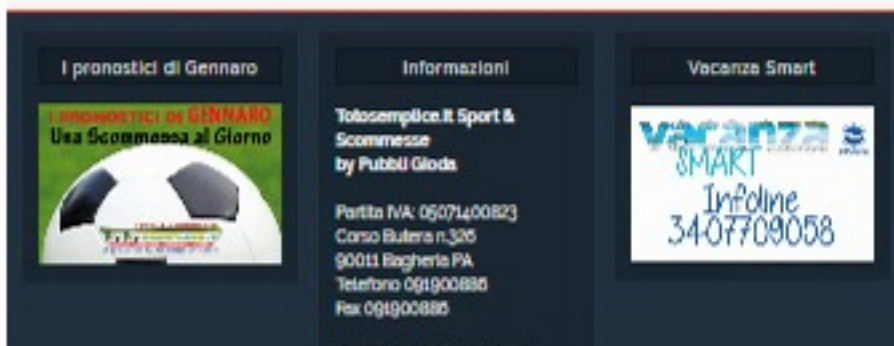 I pronostici di Gennaro
I PRONOSTICI DI GENNARO
Una Scommessa al Giorno
Informazioni
Totosemplice.it Sport &
Scommesse
by Pubbli Gioda
Partita IVA: 05071400823
Corso Butera n.326
90011 Bagheria PA
Telefono 091900886
Fax 091900886
Vacanza Smart
vacanza
SMART
Infoline
3407709058